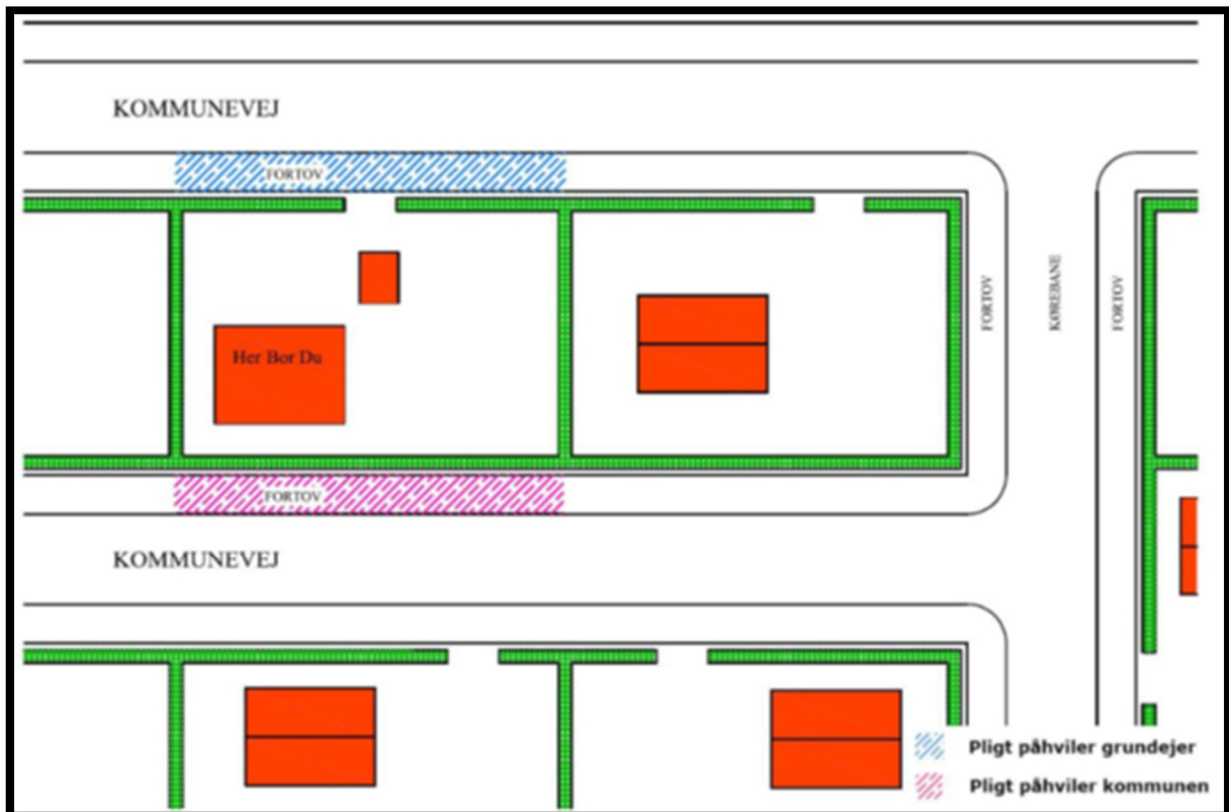 KOMMUNEVEJ
FORTOV
Her Bor Du
FORTOV
KØREBANE
FORTOV
FORTOV
KOMMUNEVEJ
Pligt påhviler grundejer
Pligt påhviler kommunen